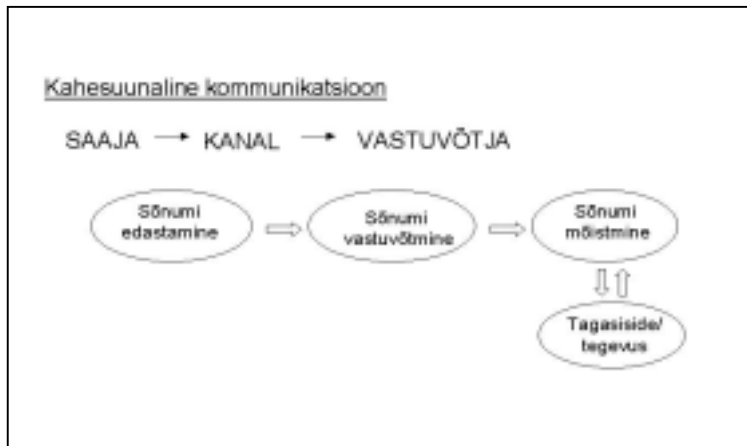 Kahesuunaline kommunikatsioon
SAAJA → KANAL → VASTUVÕTJA
Sõnumi
edastamine
Sõnumi
vastuvõtmine
Sõnumi
mõistmine
Tagasiside/
tegevus